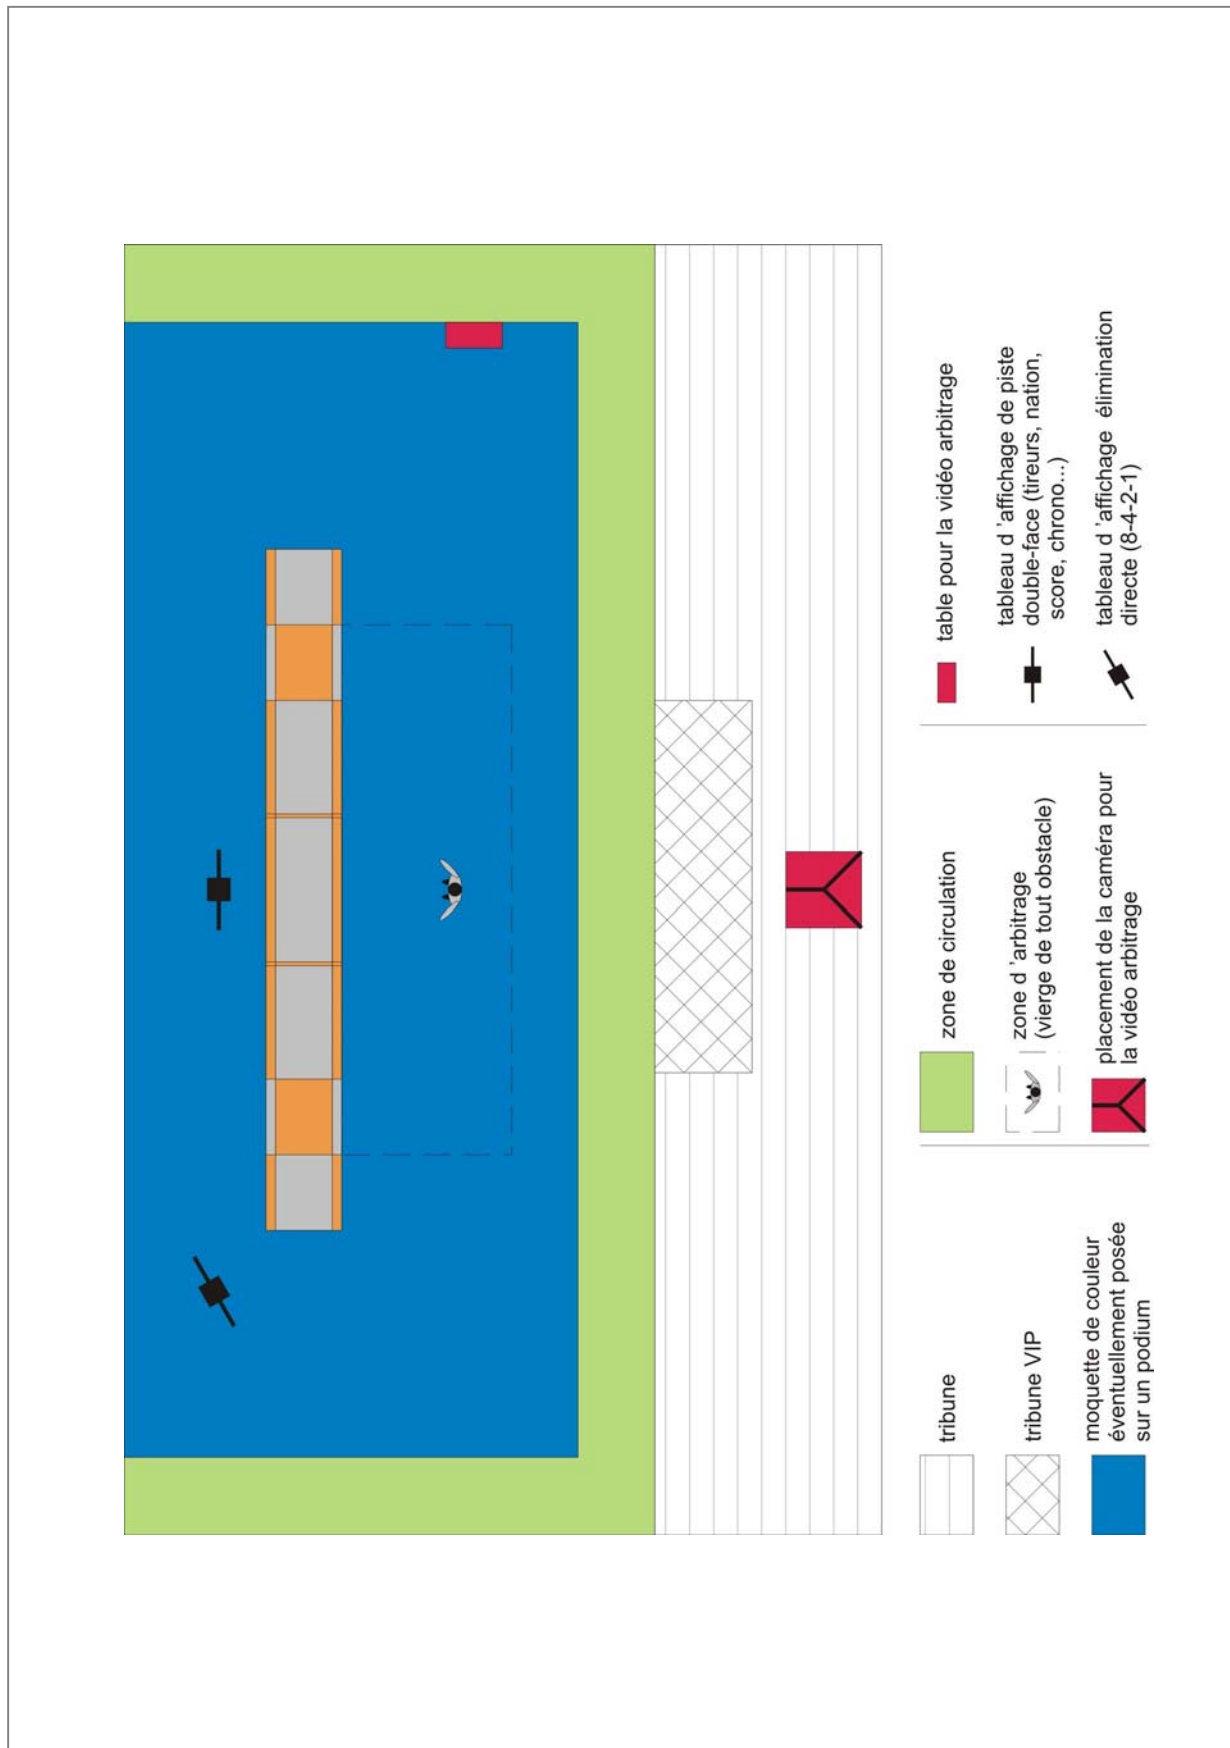 tribune
tribune VIP
moquette de couleur
éventuellement posée
sur un podium
zone de circulation
zone d 'arbitrage
(vierge de tout obstacle)
placement de la caméra pour
la vidéo arbitrage
table pour la vidéo arbitrage
tableau d 'affichage de piste
double-face (tireurs, nation,
score, chrono...)
tableau d 'affichage élimination
directe (8-4-2-1)